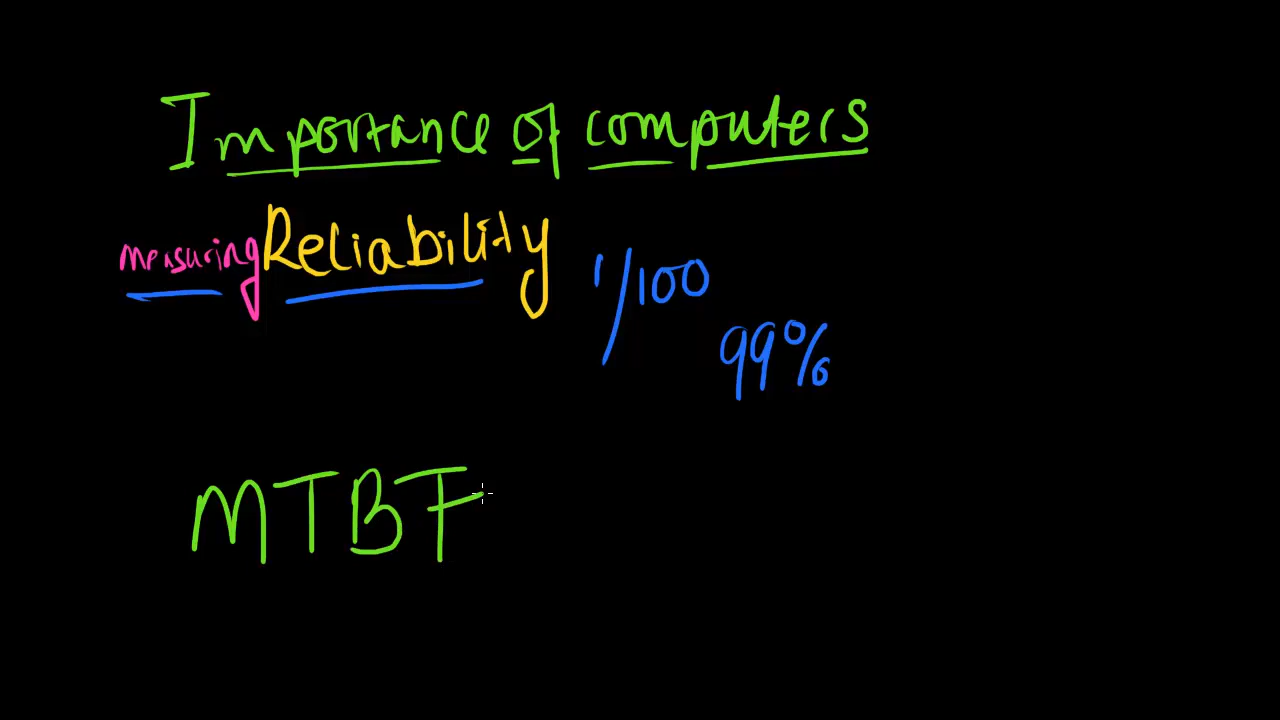 Importance of computers
measuring Reliability 1/100
99%
MTBF